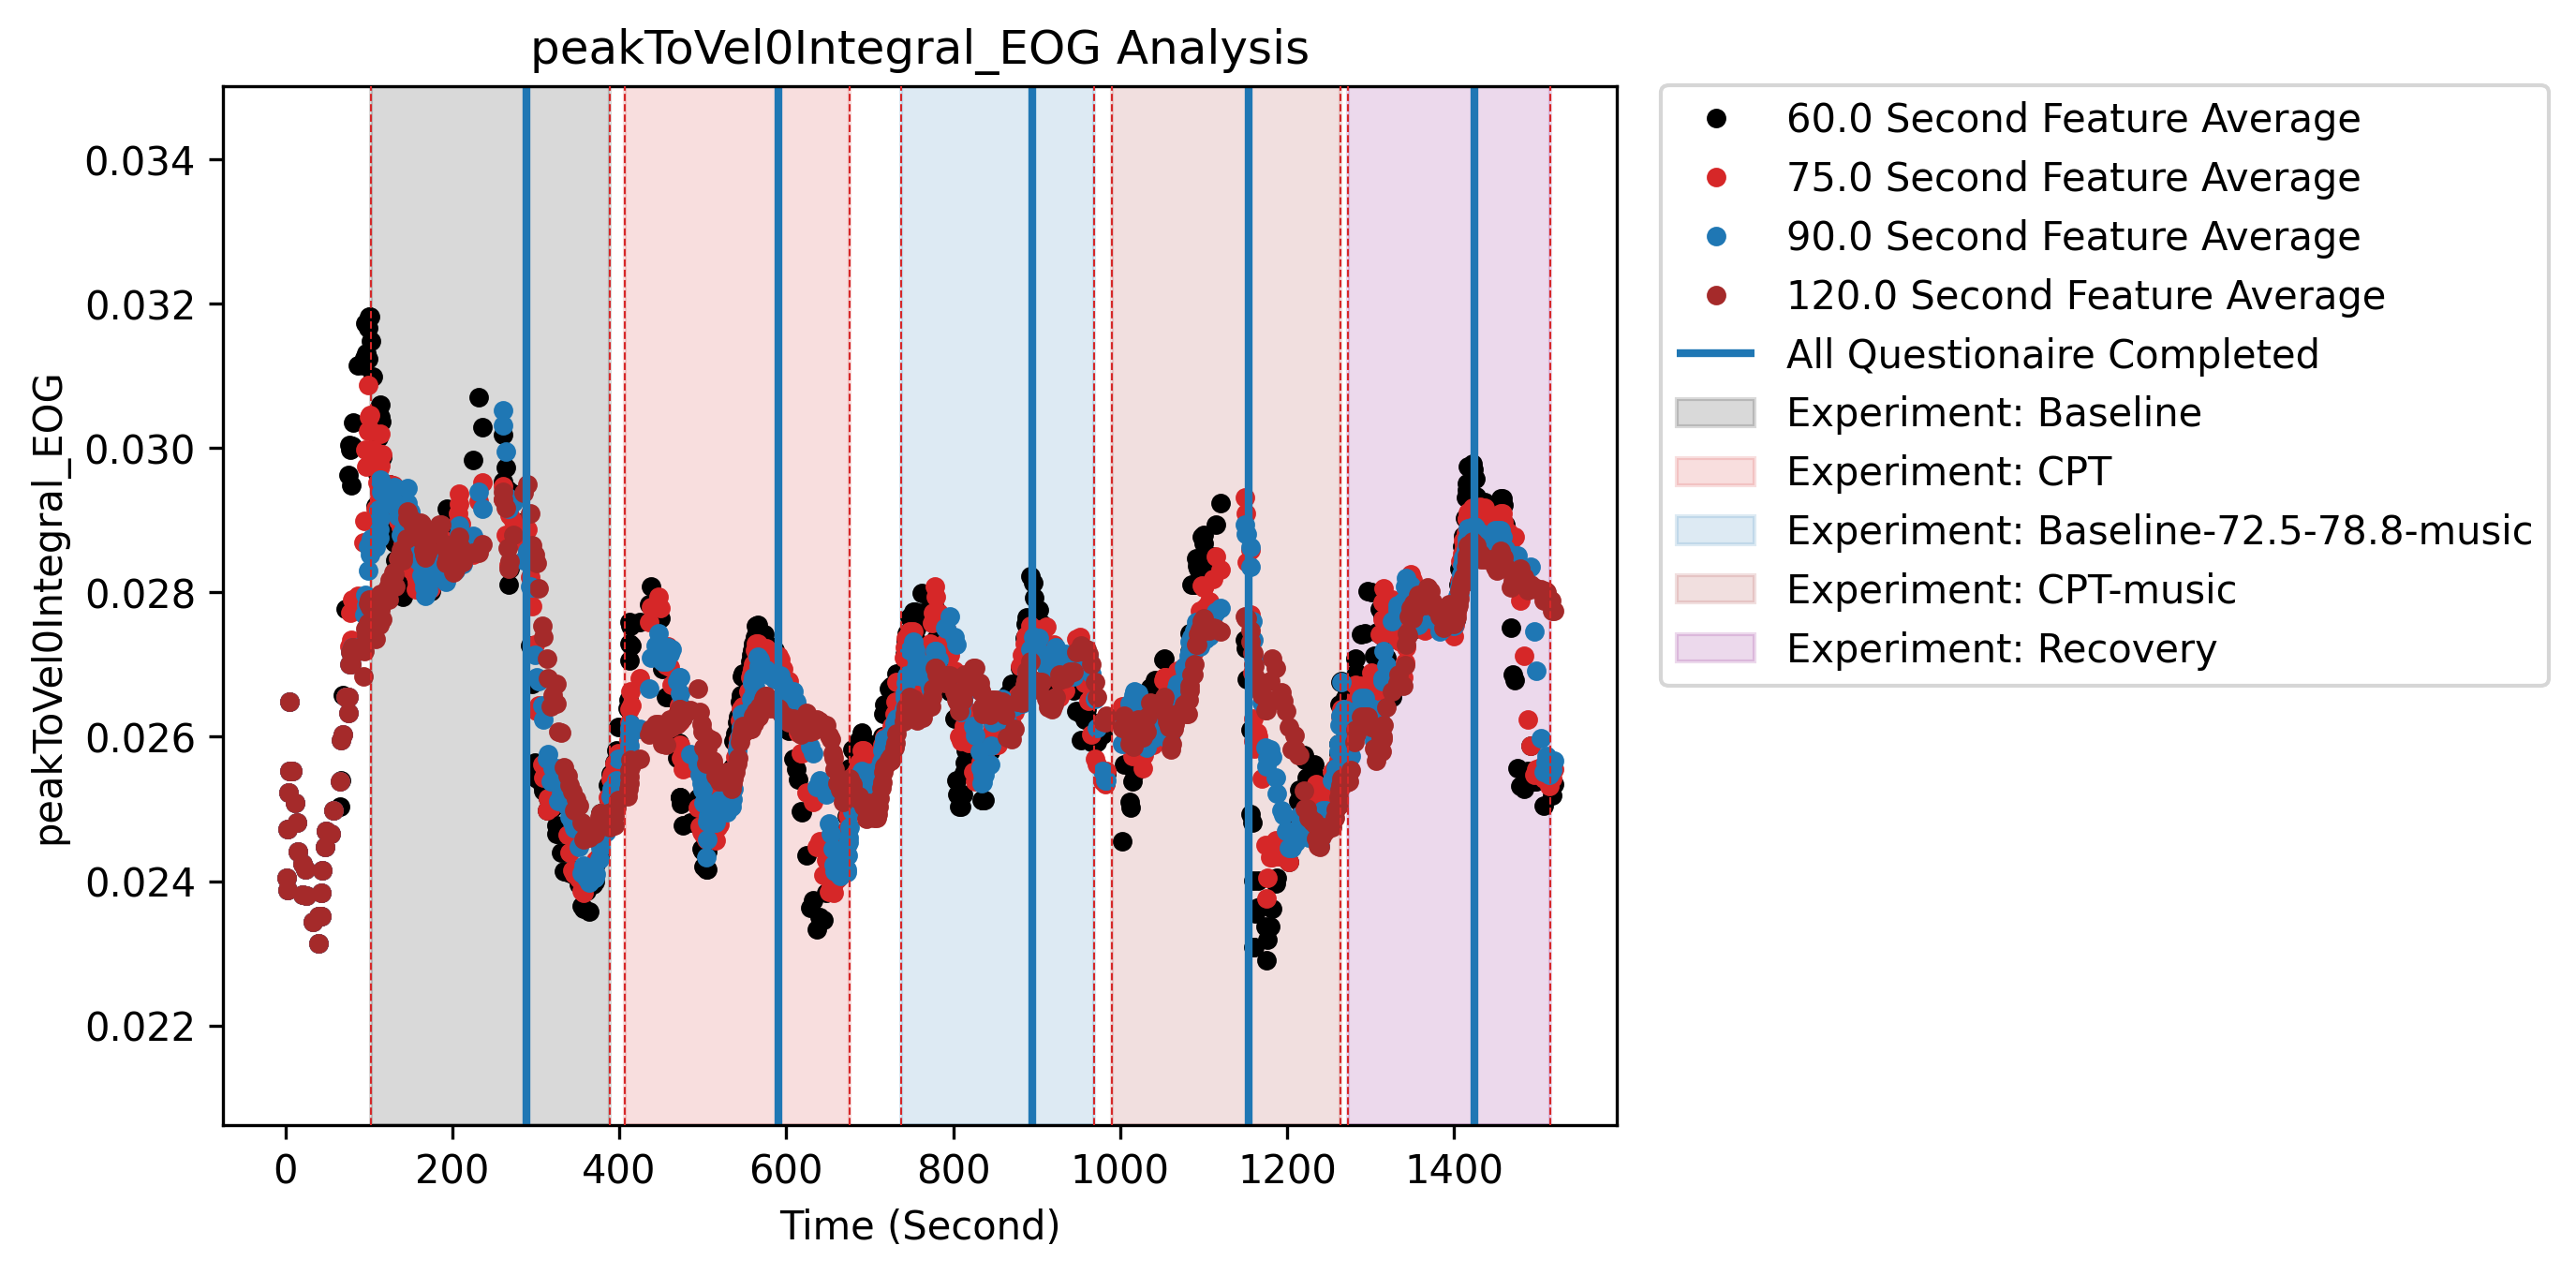 peakToVel0Integral_EOG Analysis
peakToVel0Integral_EOG
0.034
0.032
0.030
0.028
0.026
0.024
0.022
0
200
400
600
800
1000
1200
1400
Time (Second)
60.0 Second Feature Average
75.0 Second Feature Average
90.0 Second Feature Average
120.0 Second Feature Average
All Questionaire Completed
Experiment: Baseline
Experiment: CPT
Experiment: Baseline-72.5-78.8-music
Experiment: CPT-music
Experiment: Recovery